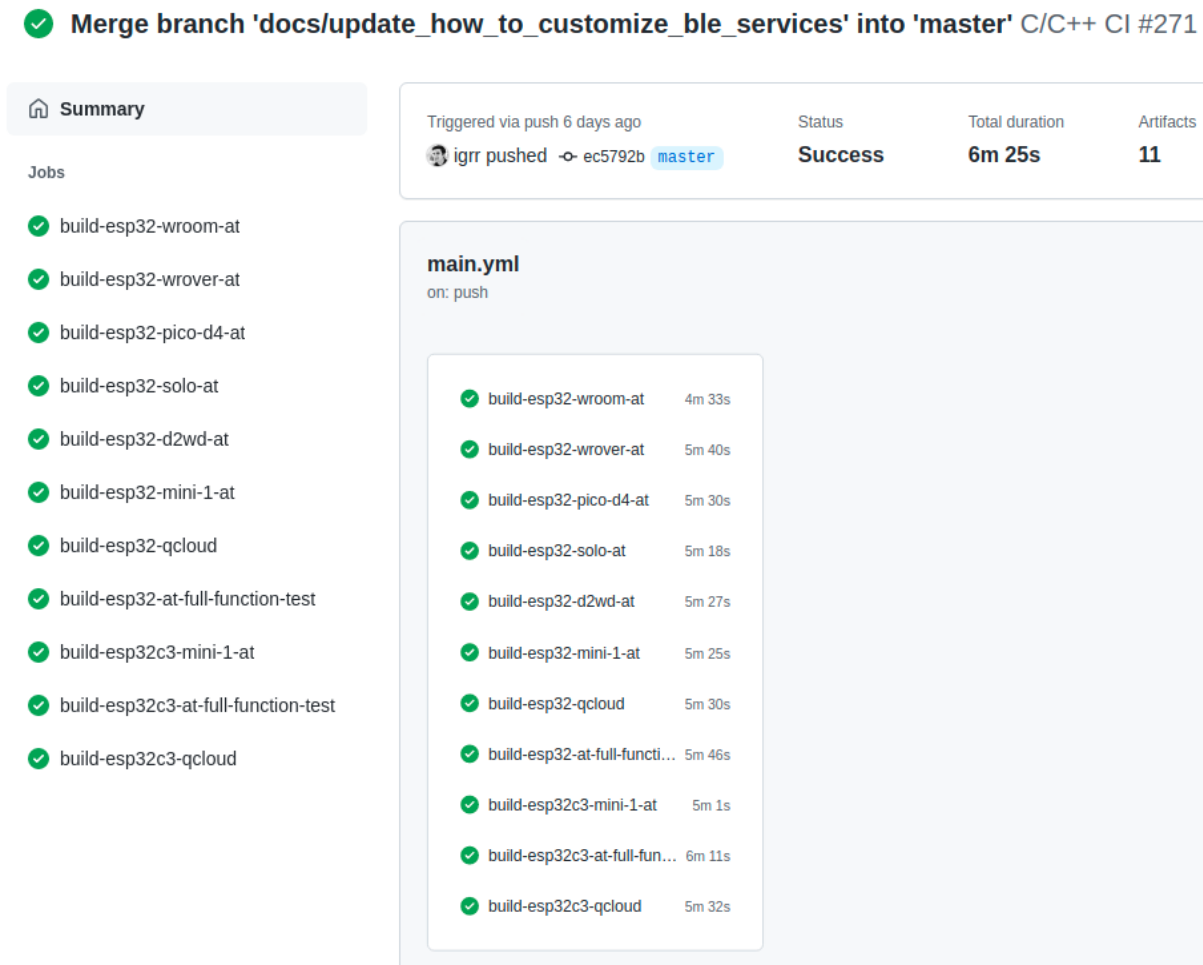 Merge branch 'docs/update_how_to_customize_ble_services' into 'master' C/C++ CI #271
Summary
Jobs
build-esp32-wroom-at
build-esp32-wrover-at
build-esp32-pico-d4-at
build-esp32-solo-at
build-esp32-d2wd-at
build-esp32-mini-1-at
build-esp32-qcloud
build-esp32-at-full-function-test
build-esp32c3-mini-1-at
build-esp32c3-at-full-function-test
build-esp32c3-qcloud
Triggered via push 6 days ago
igrr pushed ec5792b master
Status
Success
Total duration
6m 25s
Artifacts
11
main.yml
on: push
build-esp32-wroom-at 4m 33s
build-esp32-wrover-at 5m 40s
build-esp32-pico-d4-at 5m 30s
build-esp32-solo-at 5m 18s
build-esp32-d2wd-at 5m 27s
build-esp32-mini-1-at 5m 25s
build-esp32-qcloud 5m 30s
build-esp32-at-full-functi... 5m 46s
build-esp32c3-mini-1-at 5m 1s
build-esp32c3-at-full-fun... 6m 11s
build-esp32c3-qcloud 5m 32s